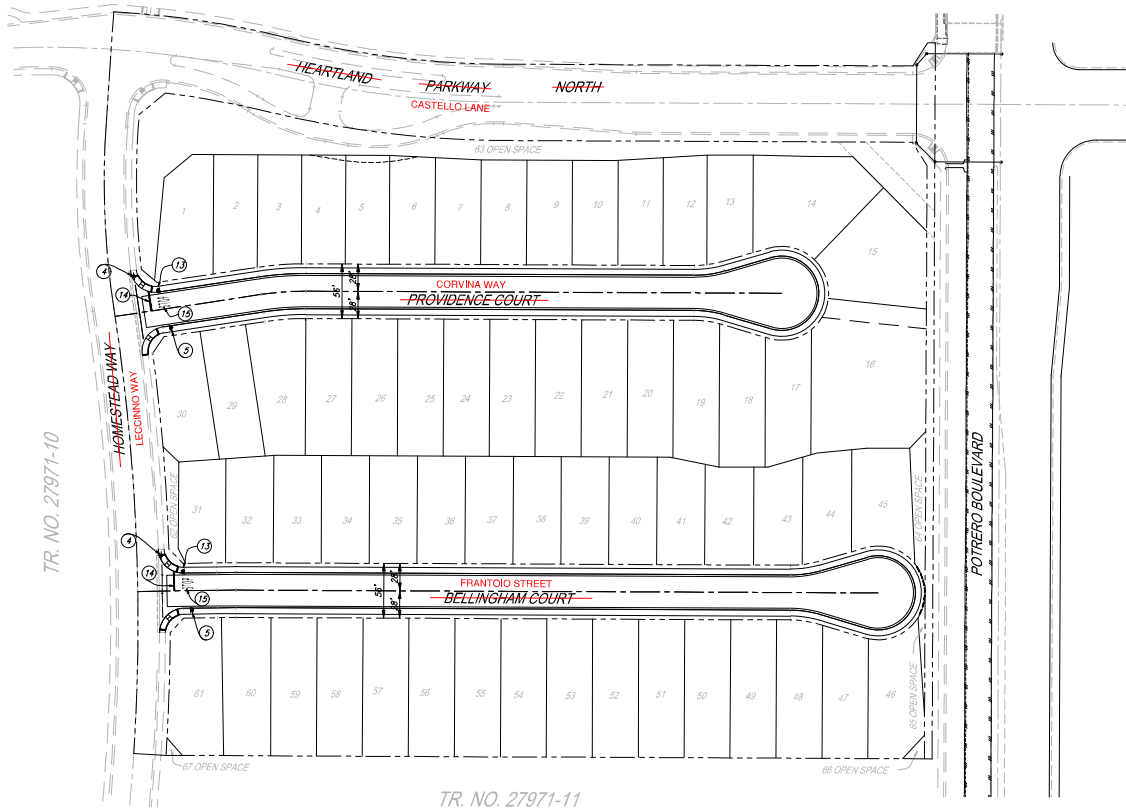 HEARTLAND PARKWAY NORTH
CASTELLO LANE
63 OPEN SPACE
1 2 3 4 5 6 7 8 9 10 11 12 13 14
15
4 13
14 STOP 15
5
56' 28' 28'
CORVINA WAY
PROVIDENCE COURT
HOMESTEAD WAY
LECCINNO WAY
16
30 29 28 27 26 25 24 23 22 21 20 19 18 17
TR. NO. 27971-10
62 OPEN SPACE
31 32 33 34 35 36 37 38 39 40 41 42 43 44 45
64 OPEN SPACE
POTRERO BOULEVARD
4 13
14 STOP 15
5
56' 28' 28'
FRANTOIO STREET
BELLINGHAM COURT
61 60 59 58 57 56 55 54 53 52 51 50 49 48 47 46
65 OPEN SPACE
67 OPEN SPACE
66 OPEN SPACE
TR. NO. 27971-11